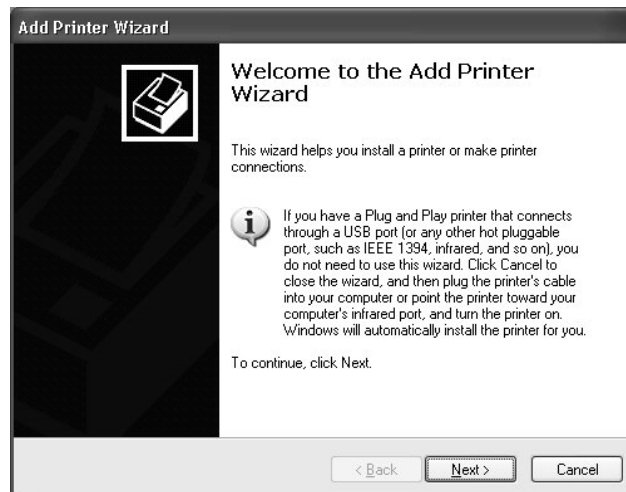 Add Printer Wizard
Welcome to the Add Printer
Wizard
This wizard helps you install a printer or make printer
connections.
If you have a Plug and Play printer that connects
through a USB port (or any other hot pluggable
port, such as IEEE 1394, infrared, and so on), you
do not need to use this wizard. Click Cancel to
close the wizard, and then plug the printer's cable
into your computer or point the printer toward your
computer's infrared port, and turn the printer on.
Windows will automatically install the printer for you.
To continue, click Next.
< Back Next > Cancel